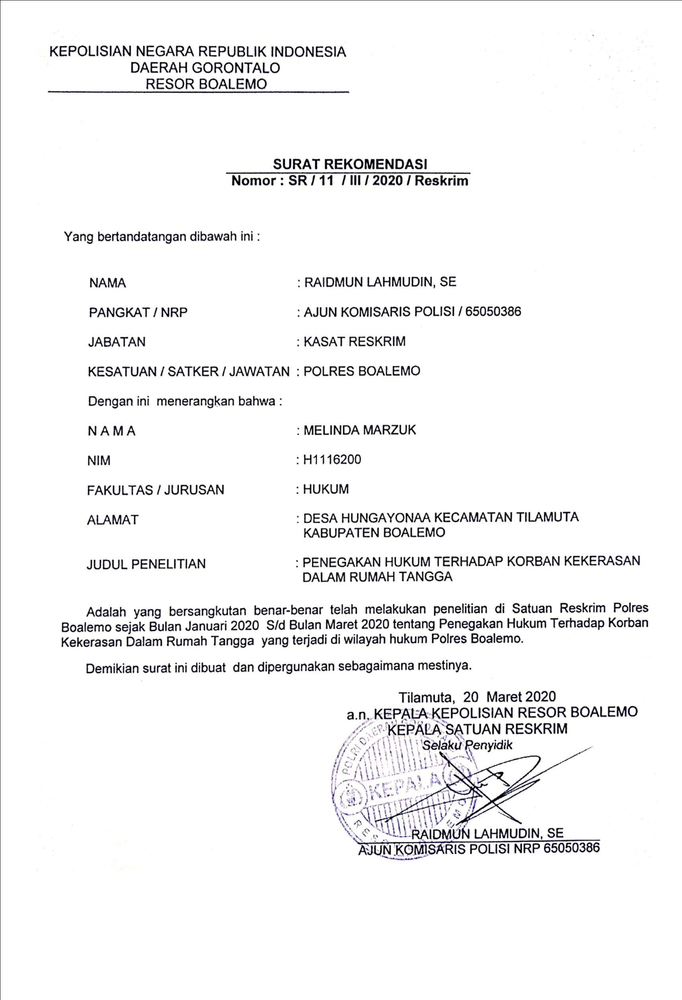 KEPOLISIAN NEGARA REPUBLIK INDONESIA
DAERAH GORONTALO
RESOR BOALEMO
SURAT REKOMENDASI
Nomor : SR / 11 / III / 2020 / Reskrim
Yang bertandatangan dibawah ini :
NAMA : RAIDMUN LAHMUDIN, SE
PANGKAT / NRP : AJUN KOMISARIS POLISI / 65050386
JABATAN : KASAT RESKRIM
KESATUAN / SATKER / JAWATAN : POLRES BOALEMO
Dengan ini menerangkan bahwa :
N A M A : MELINDA MARZUK
NIM : H1116200
FAKULTAS / JURUSAN : HUKUM
ALAMAT : DESA HUNGAYONAA KECAMATAN TILAMUTA
KABUPATEN BOALEMO
JUDUL PENELITIAN : PENEGAKAN HUKUM TERHADAP KORBAN KEKERASAN
DALAM RUMAH TANGGA
Adalah yang bersangkutan benar-benar telah melakukan penelitian di Satuan Reskrim Polres
Boalemo sejak Bulan Januari 2020 S/d Bulan Maret 2020 tentang Penegakan Hukum Terhadap Korban
Kekerasan Dalam Rumah Tangga yang terjadi di wilayah hukum Polres Boalemo.
Demikian surat ini dibuat dan dipergunakan sebagaimana mestinya.
Tilamuta, 20 Maret 2020
a.n. KEPALA KEPOLISIAN RESOR BOALEMO
KEPALA SATUAN RESKRIM
Selaku Penyidik
POLRI DAERAH GORONTALO
KEPALA
RESOR BOALEMO
RAIDMUN LAHMUDIN, SE
AJUN KOMISARIS POLISI NRP 65050386